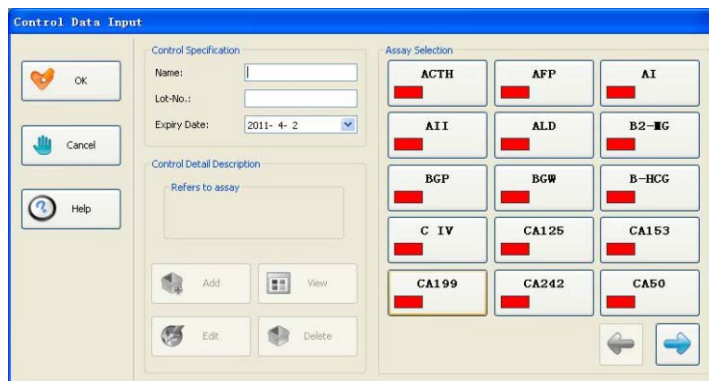 Control Data Input
OK
Cancel
Help
Control Specification
Name:
Lot-No.:
Expiry Date: 2011- 4- 2
Control Detail Description
Refers to assay
Add View
Edit Delete
Assay Selection
ACTH AFP AI
AII ALD B2-MG
BGP BGW B-HCG
C IV CA125 CA153
CA199 CA242 CA50